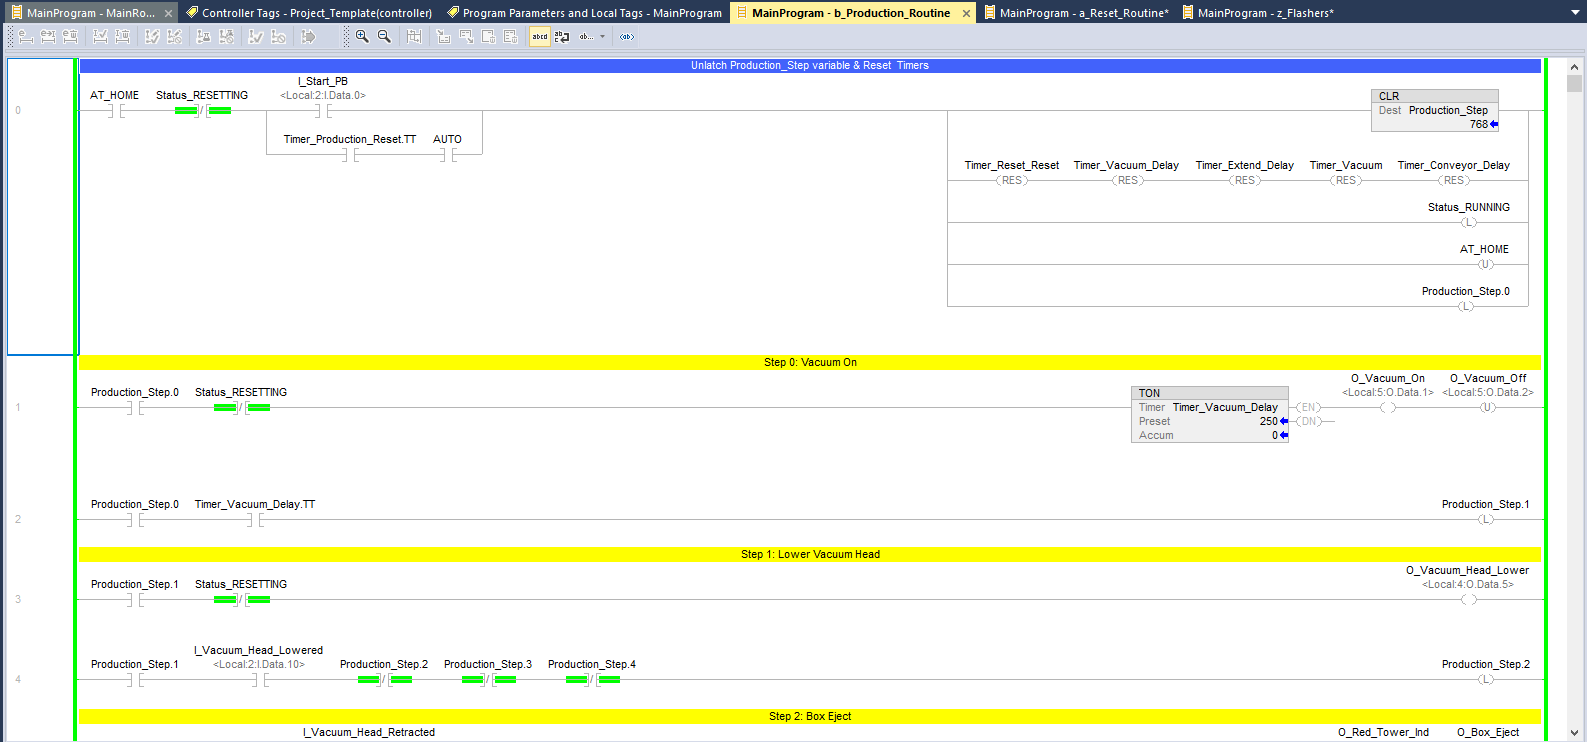 MainProgram - MainRo... Controller Tags - Project_Template(controller) Program Parameters and Local Tags - MainProgram MainProgram - b_Production_Routine MainProgram - a_Reset_Routine* MainProgram - z_Flashers*
abcd ab... <ab>
Unlatch Production_Step variable & Reset Timers
I_Start_PB
AT_HOME Status_RESETTING <Local:2:I.Data.0> CLR
0 / Dest Production_Step
768
Timer_Production_Reset.TT AUTO
Timer_Reset_Reset Timer_Vacuum_Delay Timer_Extend_Delay Timer_Vacuum Timer_Conveyor_Delay
RES RES RES RES RES
Status_RUNNING
L
AT_HOME
U
Production_Step.0
L
Step 0: Vacuum On
O_Vacuum_On O_Vacuum_Off
Production_Step.0 Status_RESETTING TON <Local:5:O.Data.1> <Local:5:O.Data.2>
1 / Timer Timer_Vacuum_Delay EN U
Preset 250 DN
Accum 0
Production_Step.0 Timer_Vacuum_Delay.TT Production_Step.1
2 L
Step 1: Lower Vacuum Head
O_Vacuum_Head_Lower
Production_Step.1 Status_RESETTING <Local:4:O.Data.5>
3 /
I_Vacuum_Head_Lowered
Production_Step.1 <Local:2:I.Data.10> Production_Step.2 Production_Step.3 Production_Step.4 Production_Step.2
4 / / / L
Step 2: Box Eject
I_Vacuum_Head_Retracted O_Red_Tower_Ind O_Box_Eject